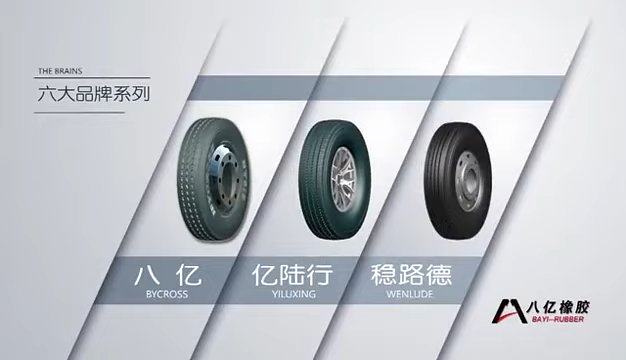 THE BRAINS
六大品牌系列
八 亿
BYCROSS
亿陆行
YILUXING
稳路德
WENLUDE
八亿橡胶
BAYI-RUBBER